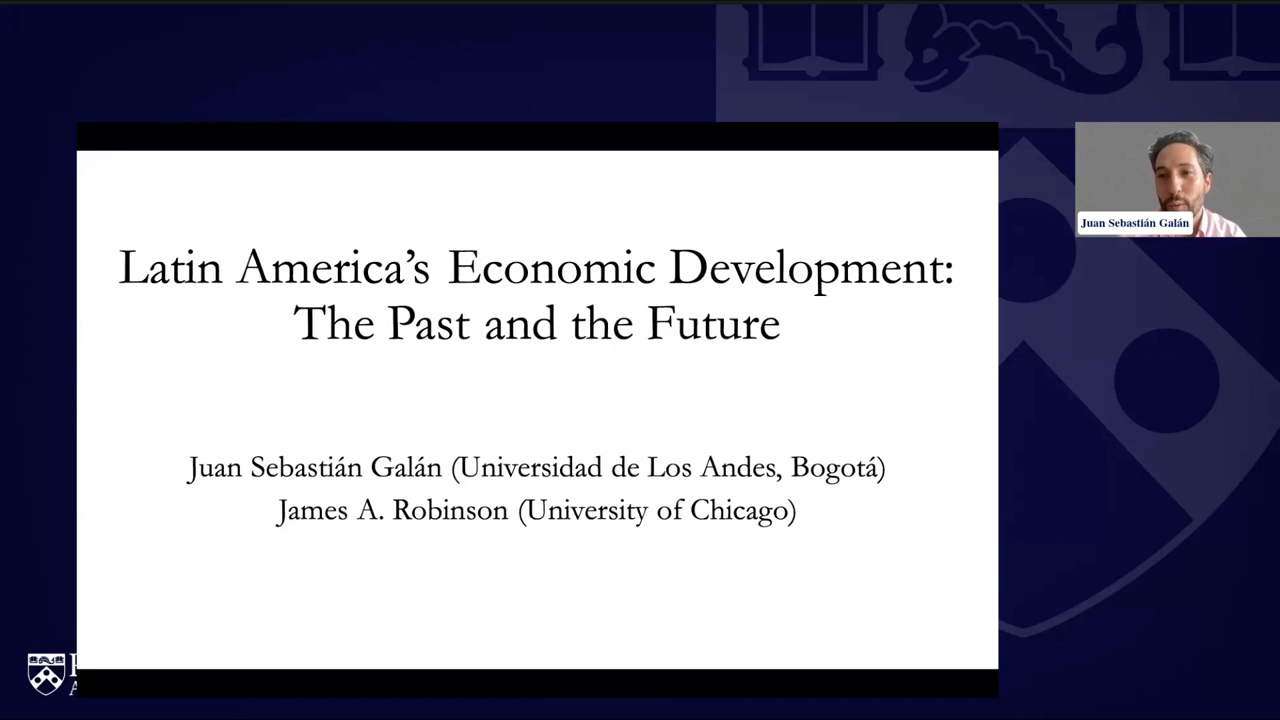 Latin America’s Economic Development:
The Past and the Future
Juan Sebastián Galán (Universidad de Los Andes, Bogotá)
James A. Robinson (University of Chicago)
Juan Sebastián Galán